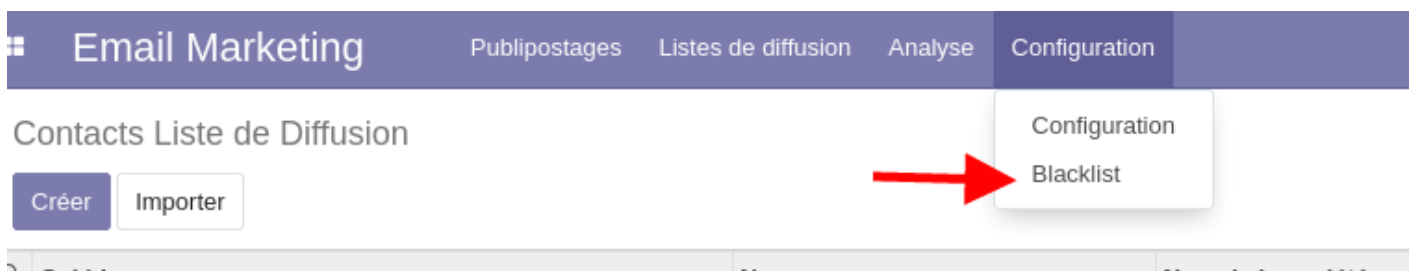 Email Marketing Publipostages Listes de diffusion Analyse Configuration
Configuration
Contacts Liste de Diffusion
Blacklist
Créer Importer